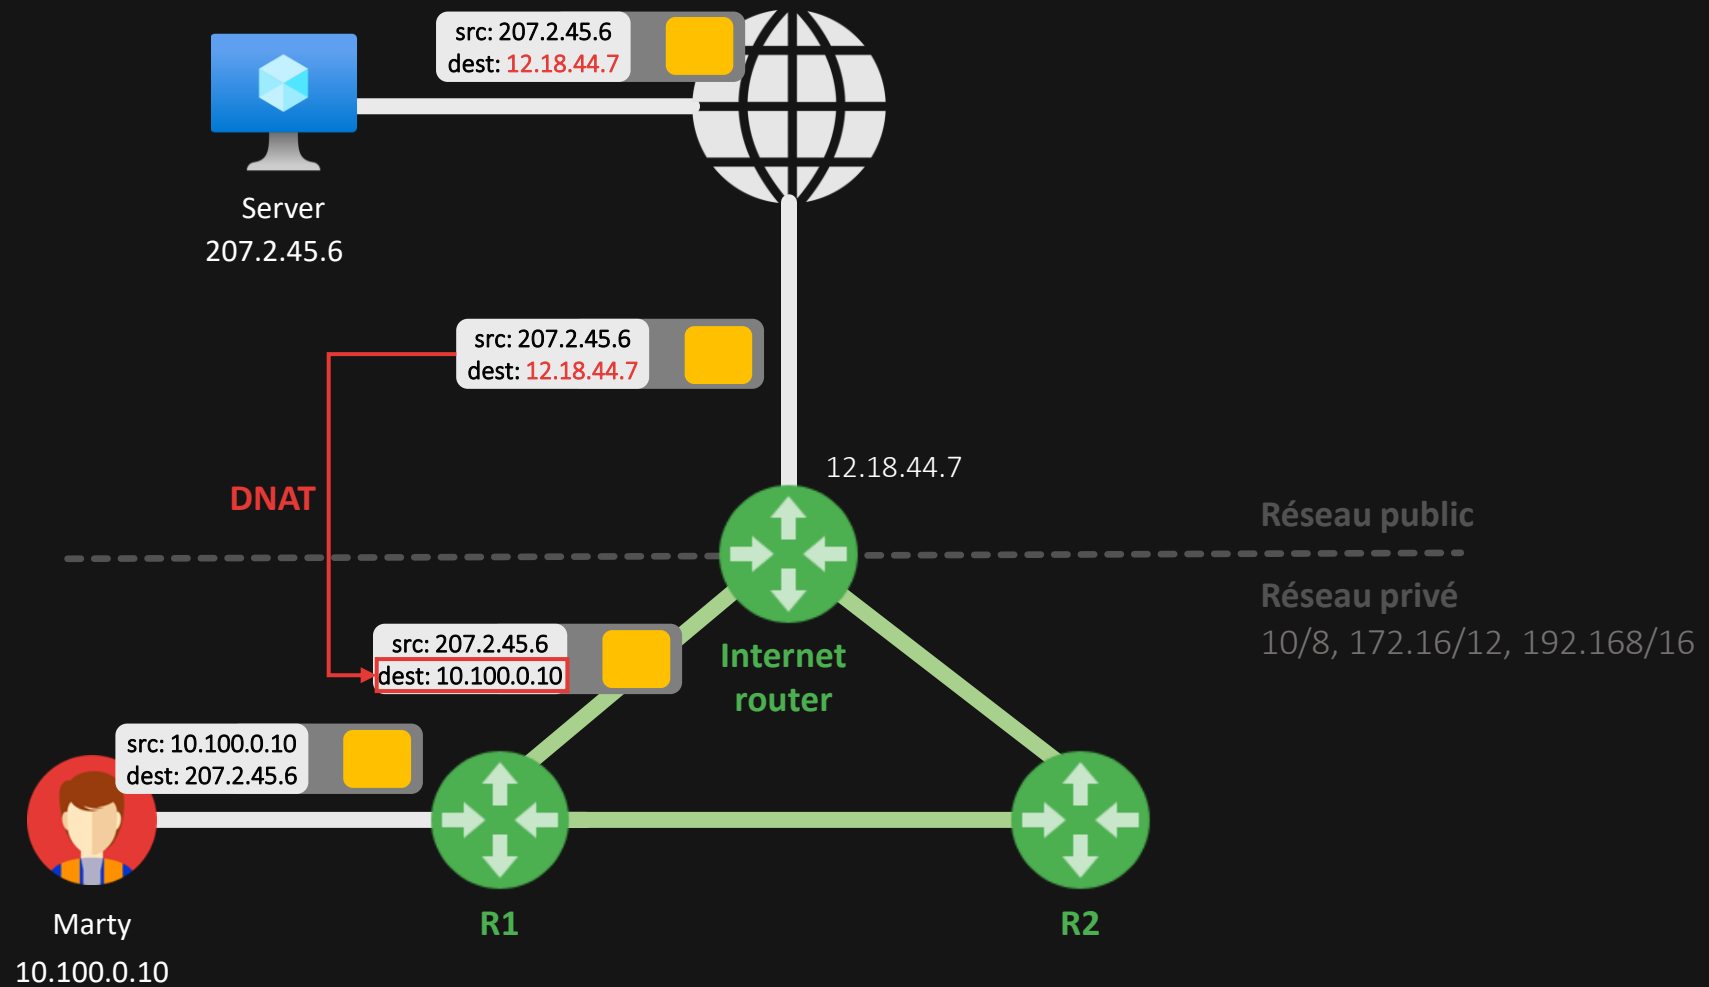 src: 207.2.45.6
dest: 12.18.44.7
Server
207.2.45.6
src: 207.2.45.6
dest: 12.18.44.7
12.18.44.7
DNAT
Réseau public
Réseau privé
10/8, 172.16/12, 192.168/16
src: 207.2.45.6
dest: 10.100.0.10
Internet
router
src: 10.100.0.10
dest: 207.2.45.6
Marty
10.100.0.10
R1
R2